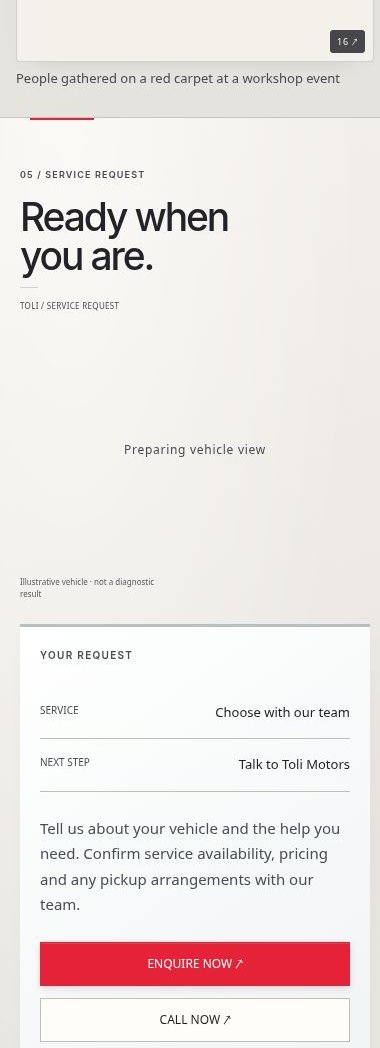 16 ↗
People gathered on a red carpet at a workshop event
05 / SERVICE REQUEST
Ready when
you are.
TOLI / SERVICE REQUEST
Preparing vehicle view
Illustrative vehicle · not a diagnostic
result
YOUR REQUEST
SERVICE Choose with our team
NEXT STEP Talk to Toli Motors
Tell us about your vehicle and the help you
need. Confirm service availability, pricing
and any pickup arrangements with our
team.
ENQUIRE NOW ↗
CALL NOW ↗